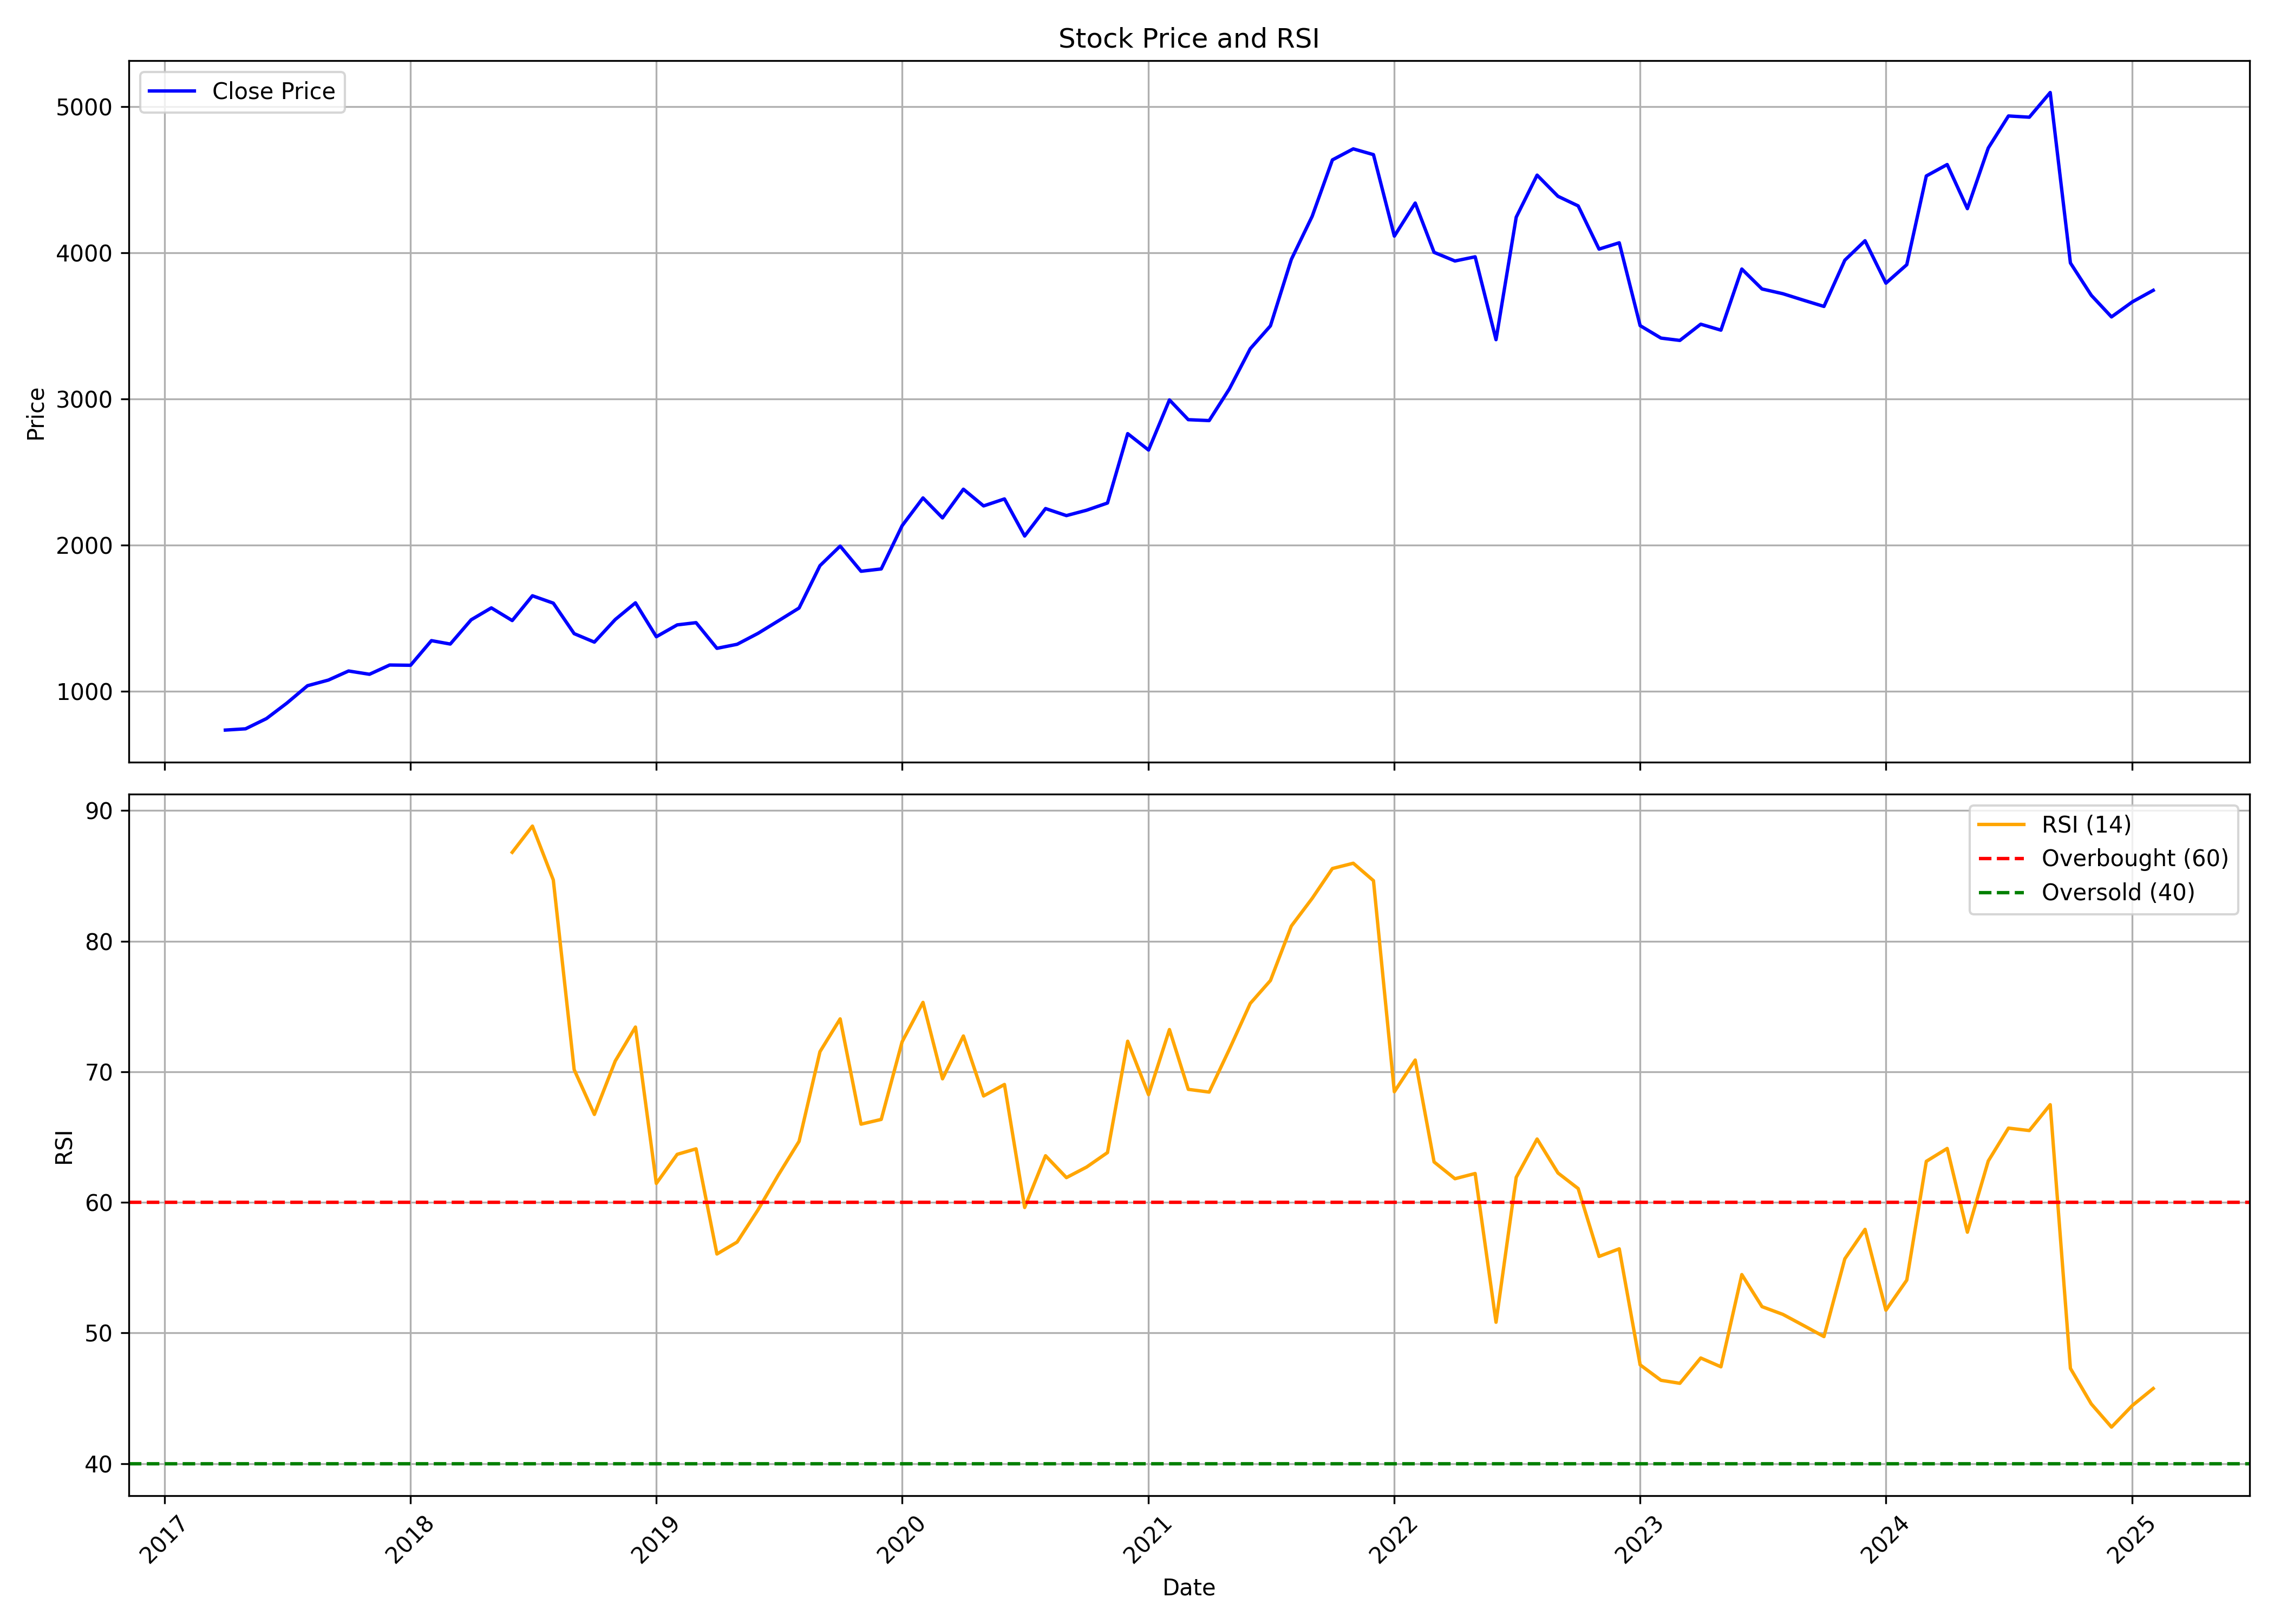 Stock Price and RSI
Close Price
5000
4000
3000
2000
1000
Price
90
80
70
60
50
40
RSI
RSI (14)
Overbought (60)
Oversold (40)
2017
2018
2019
2020
2021
2022
2023
2024
2025
Date